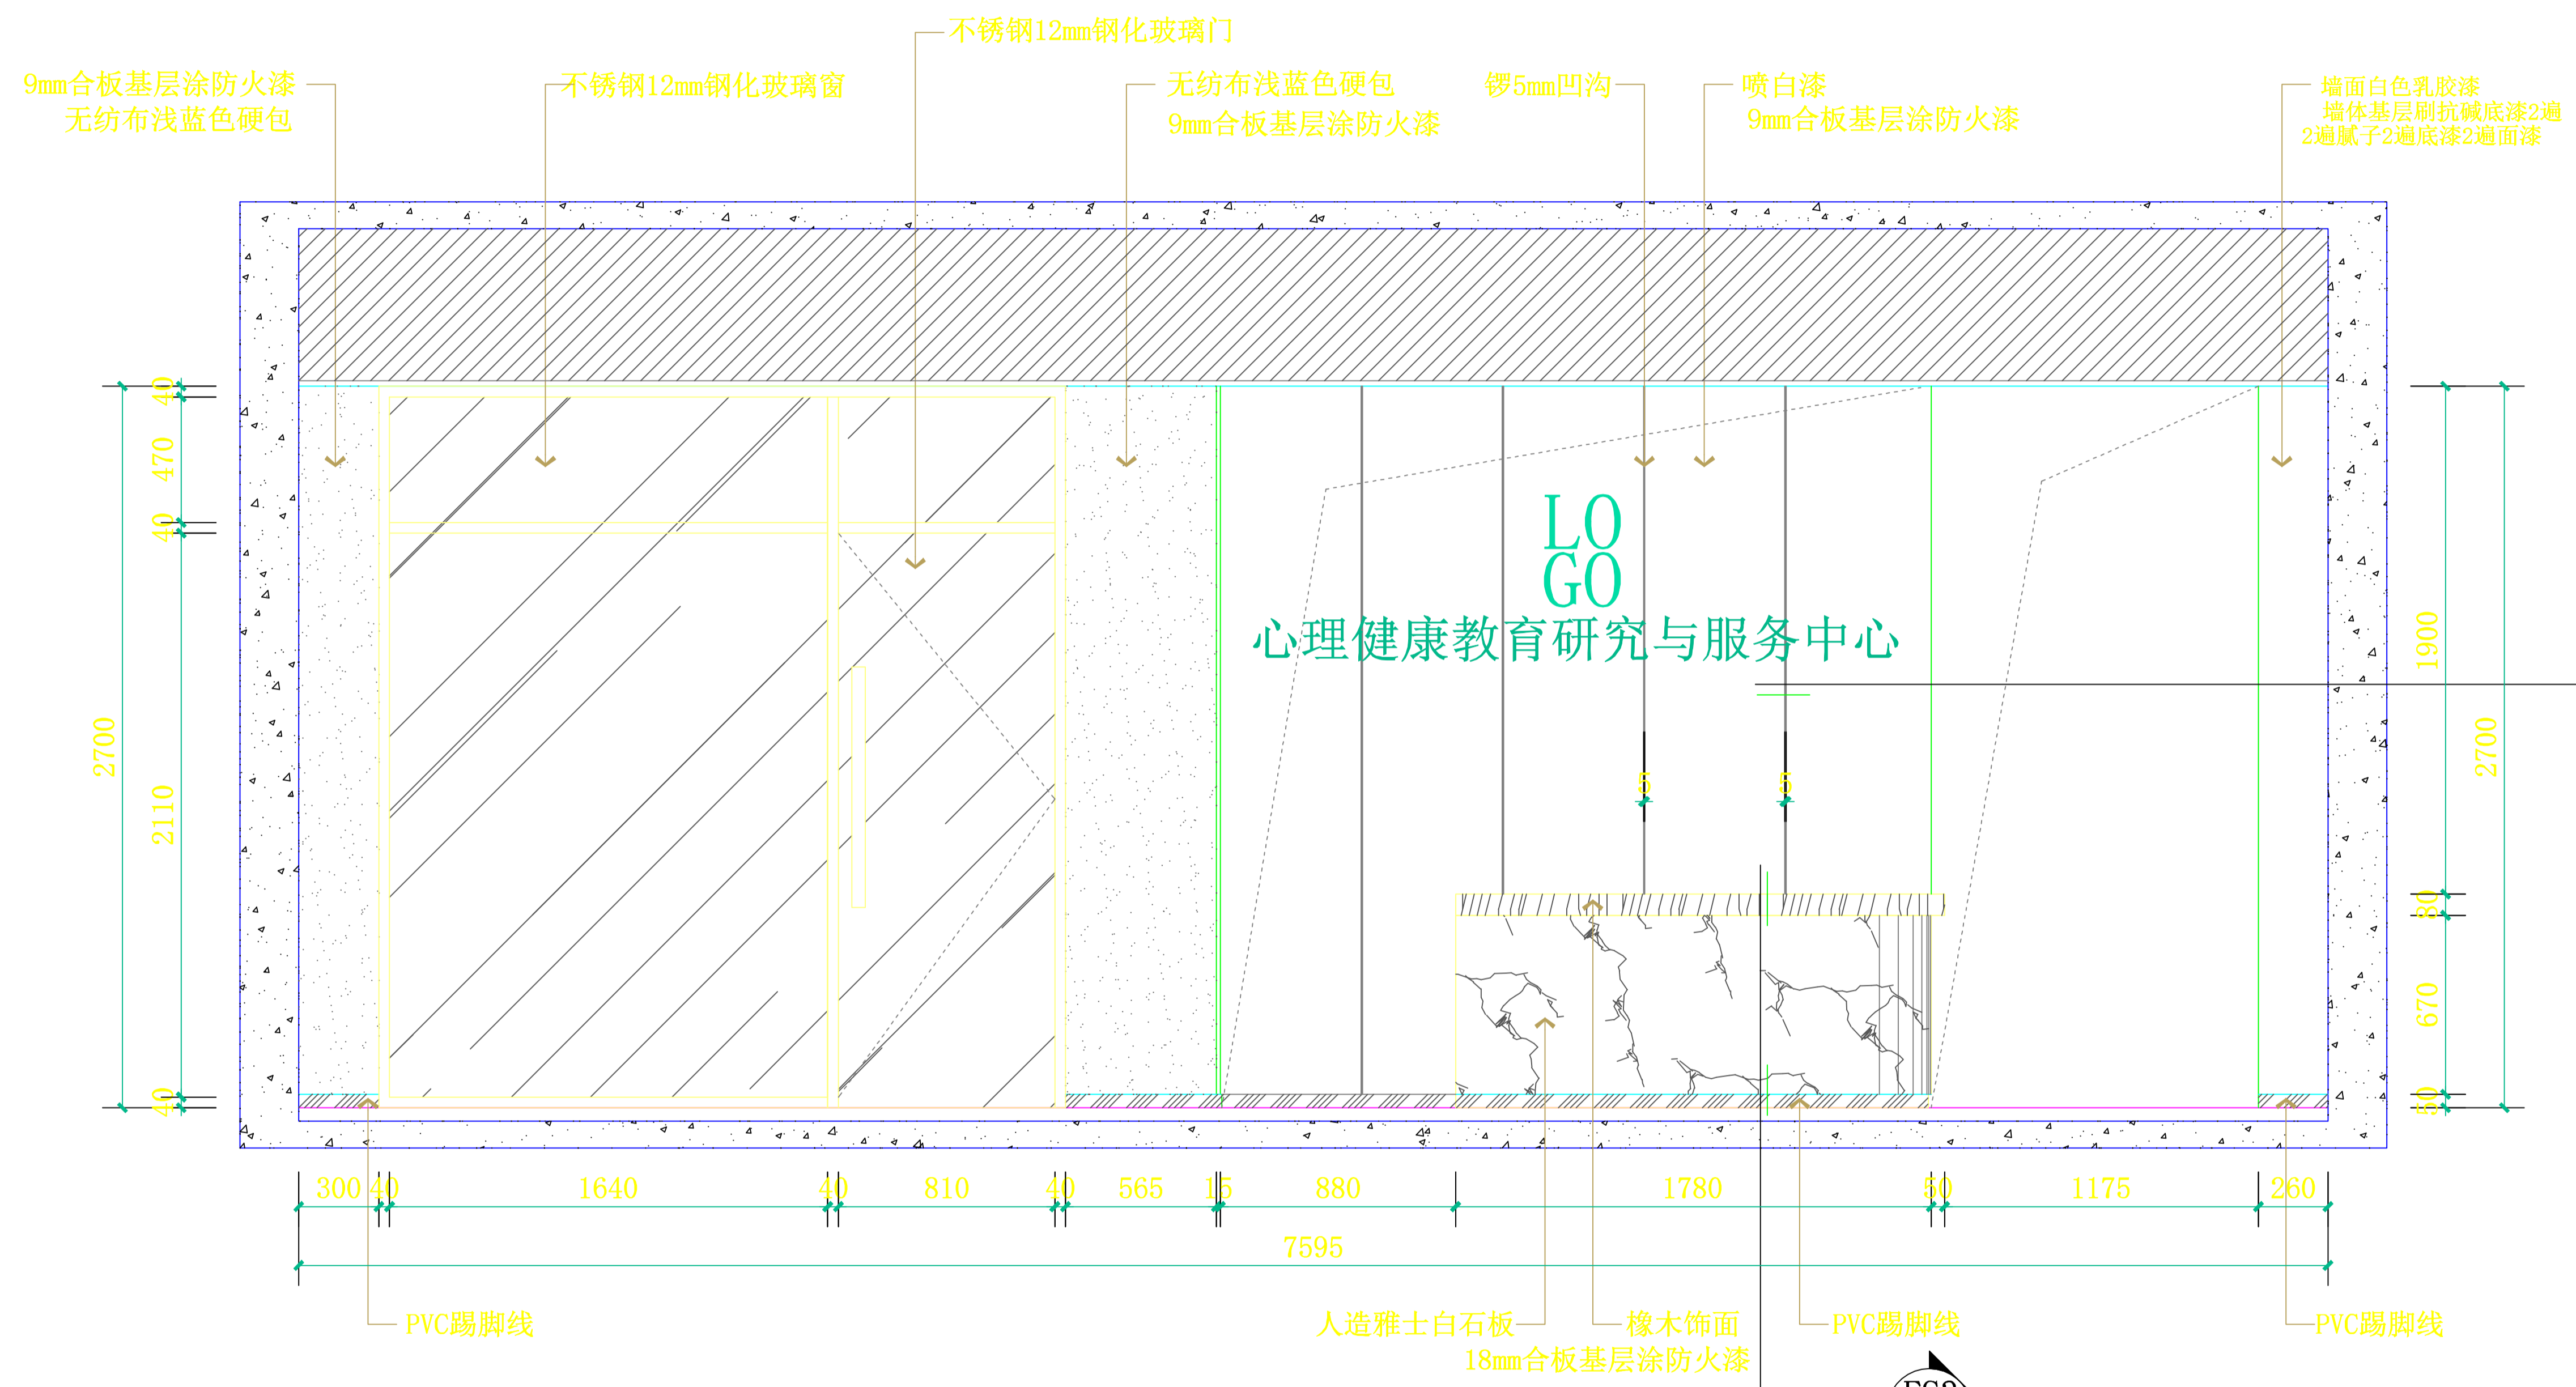 不锈钢12mm钢化玻璃门
9mm合板基层涂防火漆
无纺布浅蓝色硬包
不锈钢12mm钢化玻璃窗
无纺布浅蓝色硬包
9mm合板基层涂防火漆
锣5mm凹沟
喷白漆
9mm合板基层涂防火漆
墙面白色乳胶漆
墙体基层刷抗碱底漆2遍
2遍腻子2遍底漆2遍面漆
40
470
40
2110
40
2700
LO
GO
心理健康教育研究与服务中心
5
5
1900
80
670
50
2700
300
40
1640
40
810
40
565
15
880
1780
50
1175
260
7595
PVC踢脚线
人造雅士白石板
橡木饰面
18mm合板基层涂防火漆
PVC踢脚线
PVC踢脚线